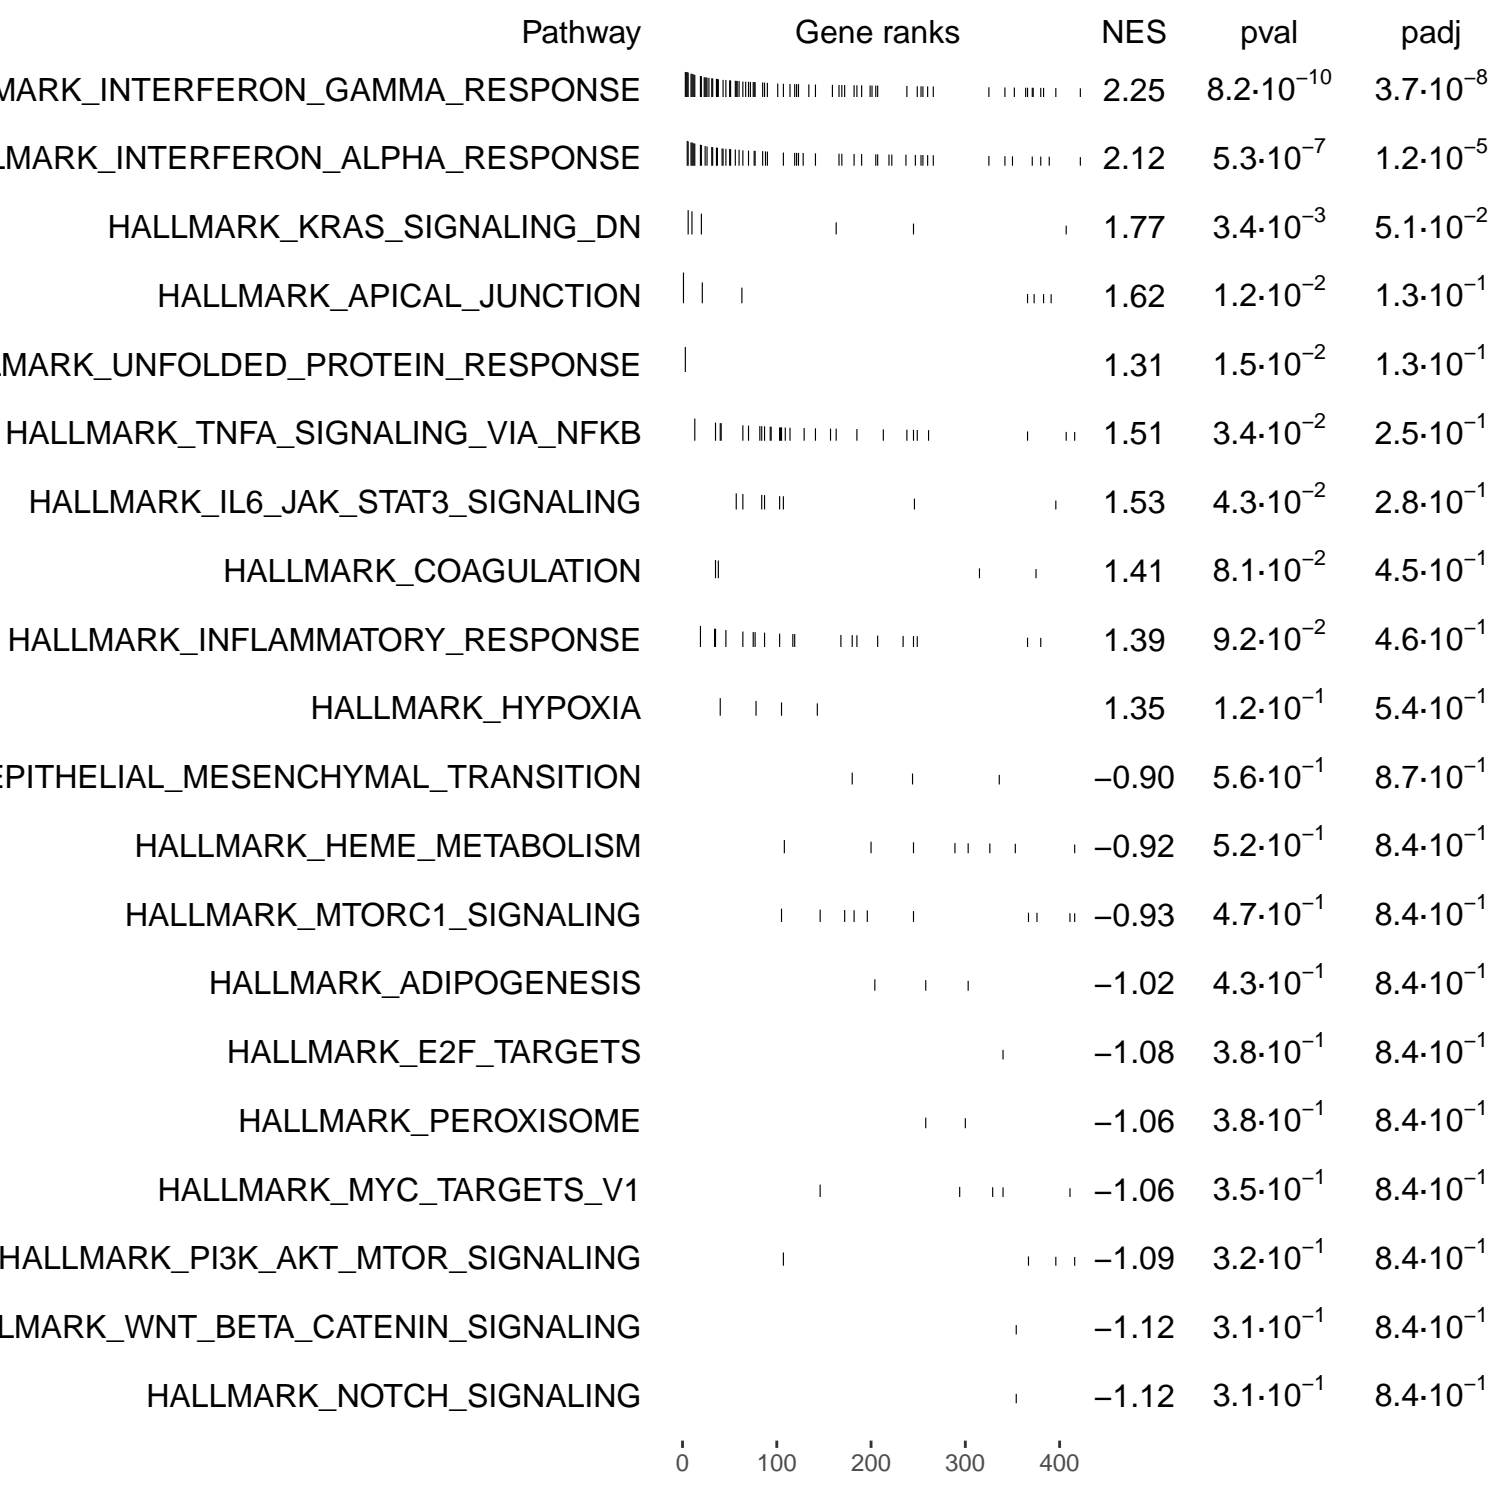 Pathway Gene ranks NES pval padj
MARK_INTERFERON_GAMMA_RESPONSE 2.25 8.2·10⁻¹⁰ 3.7·10⁻⁸
LMARK_INTERFERON_ALPHA_RESPONSE 2.12 5.3·10⁻⁷ 1.2·10⁻⁵
HALLMARK_KRAS_SIGNALING_DN 1.77 3.4·10⁻³ 5.1·10⁻²
HALLMARK_APICAL_JUNCTION 1.62 1.2·10⁻² 1.3·10⁻¹
MARK_UNFOLDED_PROTEIN_RESPONSE 1.31 1.5·10⁻² 1.3·10⁻¹
HALLMARK_TNFA_SIGNALING_VIA_NFKB 1.51 3.4·10⁻² 2.5·10⁻¹
HALLMARK_IL6_JAK_STAT3_SIGNALING 1.53 4.3·10⁻² 2.8·10⁻¹
HALLMARK_COAGULATION 1.41 8.1·10⁻² 4.5·10⁻¹
HALLMARK_INFLAMMATORY_RESPONSE 1.39 9.2·10⁻² 4.6·10⁻¹
HALLMARK_HYPOXIA 1.35 1.2·10⁻¹ 5.4·10⁻¹
EPITHELIAL_MESENCHYMAL_TRANSITION −0.90 5.6·10⁻¹ 8.7·10⁻¹
HALLMARK_HEME_METABOLISM −0.92 5.2·10⁻¹ 8.4·10⁻¹
HALLMARK_MTORC1_SIGNALING −0.93 4.7·10⁻¹ 8.4·10⁻¹
HALLMARK_ADIPOGENESIS −1.02 4.3·10⁻¹ 8.4·10⁻¹
HALLMARK_E2F_TARGETS −1.08 3.8·10⁻¹ 8.4·10⁻¹
HALLMARK_PEROXISOME −1.06 3.8·10⁻¹ 8.4·10⁻¹
HALLMARK_MYC_TARGETS_V1 −1.06 3.5·10⁻¹ 8.4·10⁻¹
HALLMARK_PI3K_AKT_MTOR_SIGNALING −1.09 3.2·10⁻¹ 8.4·10⁻¹
LMARK_WNT_BETA_CATENIN_SIGNALING −1.12 3.1·10⁻¹ 8.4·10⁻¹
HALLMARK_NOTCH_SIGNALING −1.12 3.1·10⁻¹ 8.4·10⁻¹
0 100 200 300 400